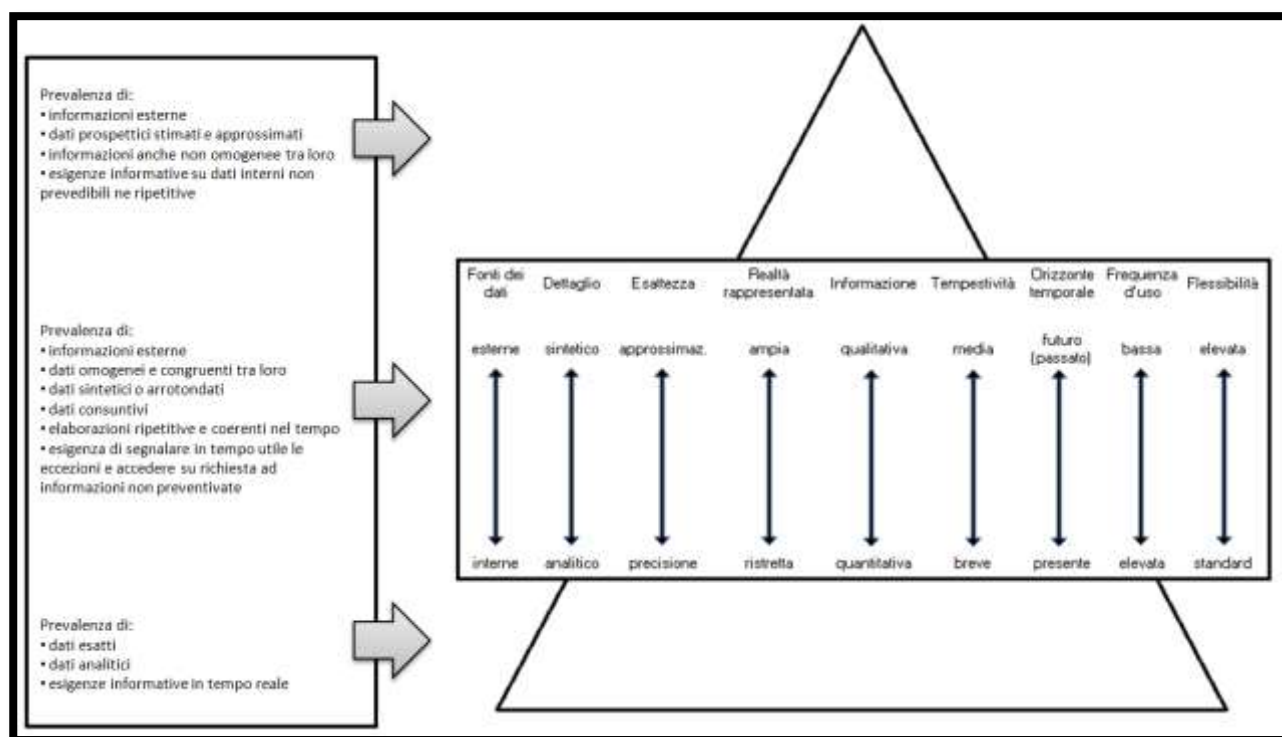 Prevalenza di:
• informazioni esterne
• dati prospettici stimati e approssimati
• informazioni anche non omogenee tra loro
• esigenze informative su dati interni non
prevedibili ne ripetitive
Prevalenza di:
• informazioni esterne
• dati omogenei e congruenti tra loro
• dati sintetici o arrotondati
• dati consuntivi
• elaborazioni ripetitive e coerenti nel tempo
• esigenza di segnalare in tempo utile le
eccezioni e accedere su richiesta ad
informazioni non preventivate
Prevalenza di:
• dati esatti
• dati analitici
• esigenze informative in tempo reale
Fonti dei
dati
Dettaglio
Esattezza
Realtà
rappresentata
Informazione
Tempestività
Orizzonte
temporale
Frequenza
d'uso
Flessibilità
esterne
sintetico
approssimaz.
ampia
qualitativa
media
futuro
(passato)
bassa
elevata
interne
analitico
precisione
ristretta
quantitativa
breve
presente
elevata
standard